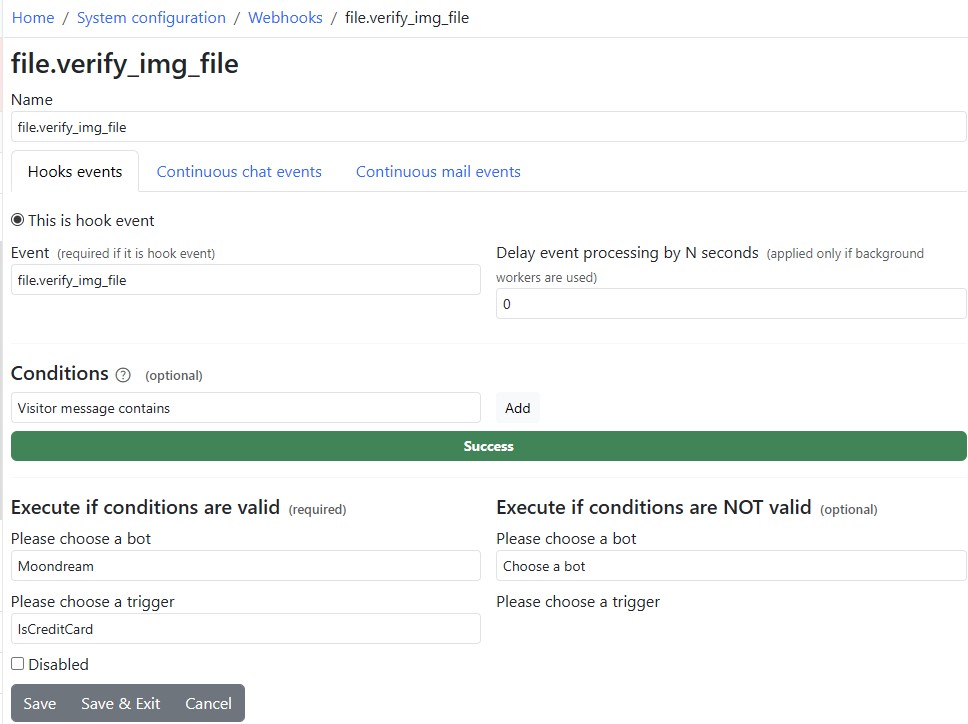 Home / System configuration / Webhooks / file.verify_img_file
file.verify_img_file
Name
file.verify_img_file
Hooks events Continuous chat events Continuous mail events
This is hook event
Event (required if it is hook event)
file.verify_img_file
Delay event processing by N seconds (applied only if background
workers are used)
0
Conditions ? (optional)
Visitor message contains Add
Success
Execute if conditions are valid (required)
Please choose a bot
Moondream
Please choose a trigger
IsCreditCard
Execute if conditions are NOT valid (optional)
Please choose a bot
Choose a bot
Please choose a trigger
Disabled
Save Save & Exit Cancel